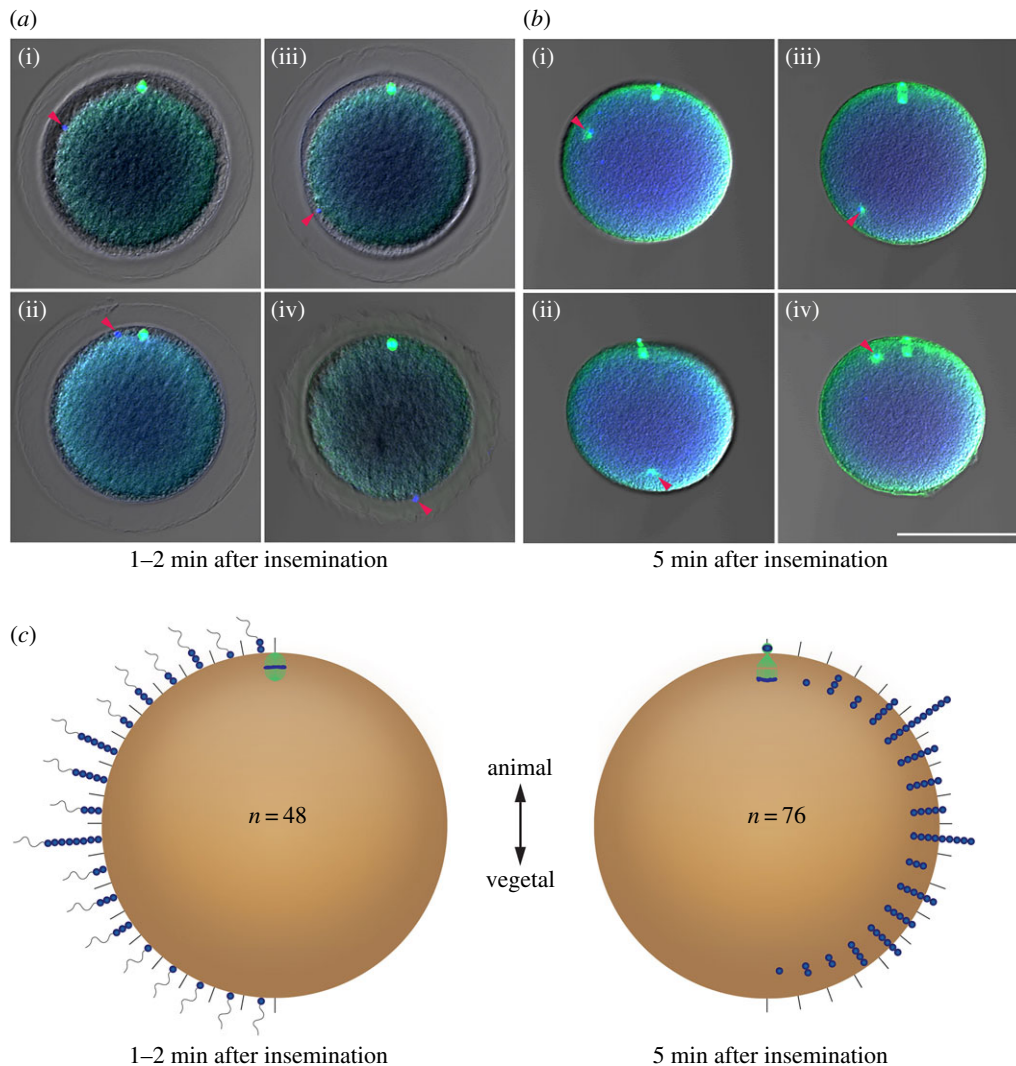 (a)
(b)
(i)
(iii)
(i)
(iii)
(ii)
(iv)
(ii)
(iv)
1–2 min after insemination
5 min after insemination
(c)
animal
n = 48
n = 76
vegetal
1–2 min after insemination
5 min after insemination